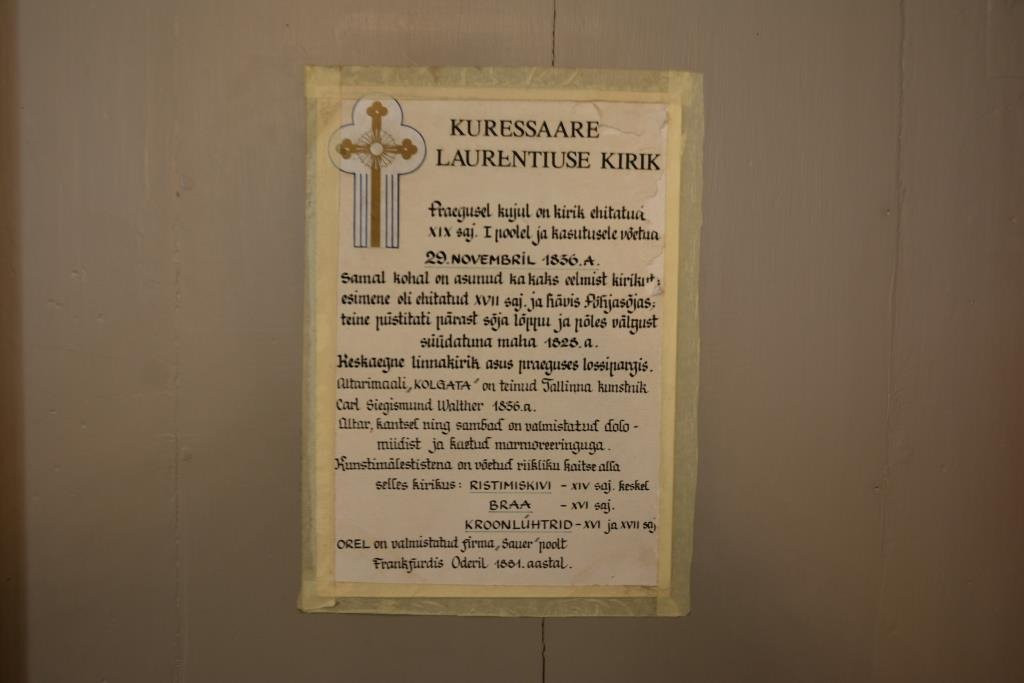 KURESSAARE
LAURENTIUSE KIRIK
Praegusel kujul on kirik ehitatud
XIX saj. I poolel ja kasutusele võetud
29. NOVEMBRIL 1836.A.
Samal kohal on asunud ka kaks eelmist kirikut:
esimene oli ehitatud XVII saj. ja hävis Põhjasõjas;
teine püstitati pärast sõja lõppu ja põles välgust
süüdatuna maha 1828.a.
Keskaegne linnakirik asus praeguses lossipargis.
Altarimaali „KOLGATA" on teinud Tallinna kunstnik
Carl Siegismund Walther 1836.a.
Altar, kantsel ning sambad on valmistatud dolo-
miidist ja kaetud marmoreeringuga.
Kunstimälestistena on võetud riikliku kaitse alla
selles kirikus: RISTIMISKIVI - XIV saj. keskel
BRAA - XVI saj.
KROONLÜHTRID - XVI ja XVII saj
OREL on valmistatud firma „Sauer" poolt
Frankfurdis Oderil 1881. aastal.